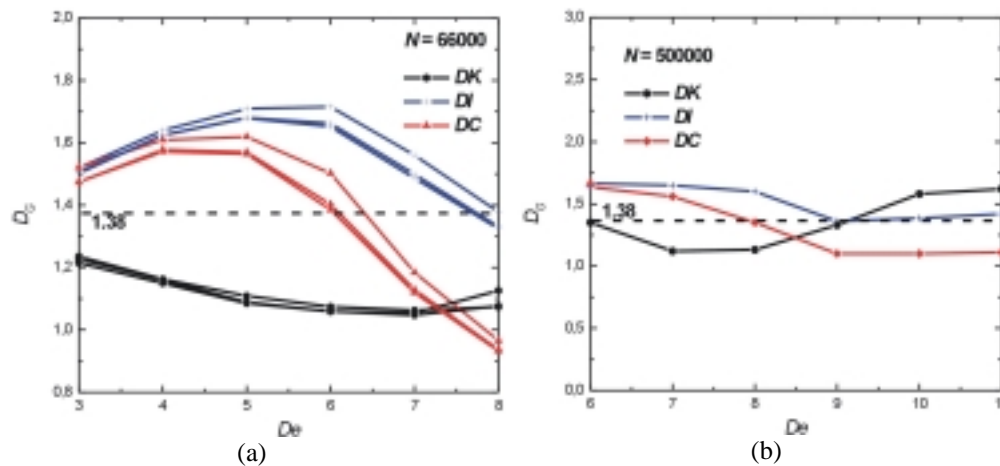 2,0
1,8
1,6
1,4
1,2
1,0
0,8
3
4
5
6
7
8
D_G
De
N = 66000
DK
DI
DC
1.38
(a)
3,0
2,5
2,0
1,5
1,0
0,5
0,0
6
7
8
9
10
D_G
De
N = 500000
DK
DI
DC
1.38
(b)